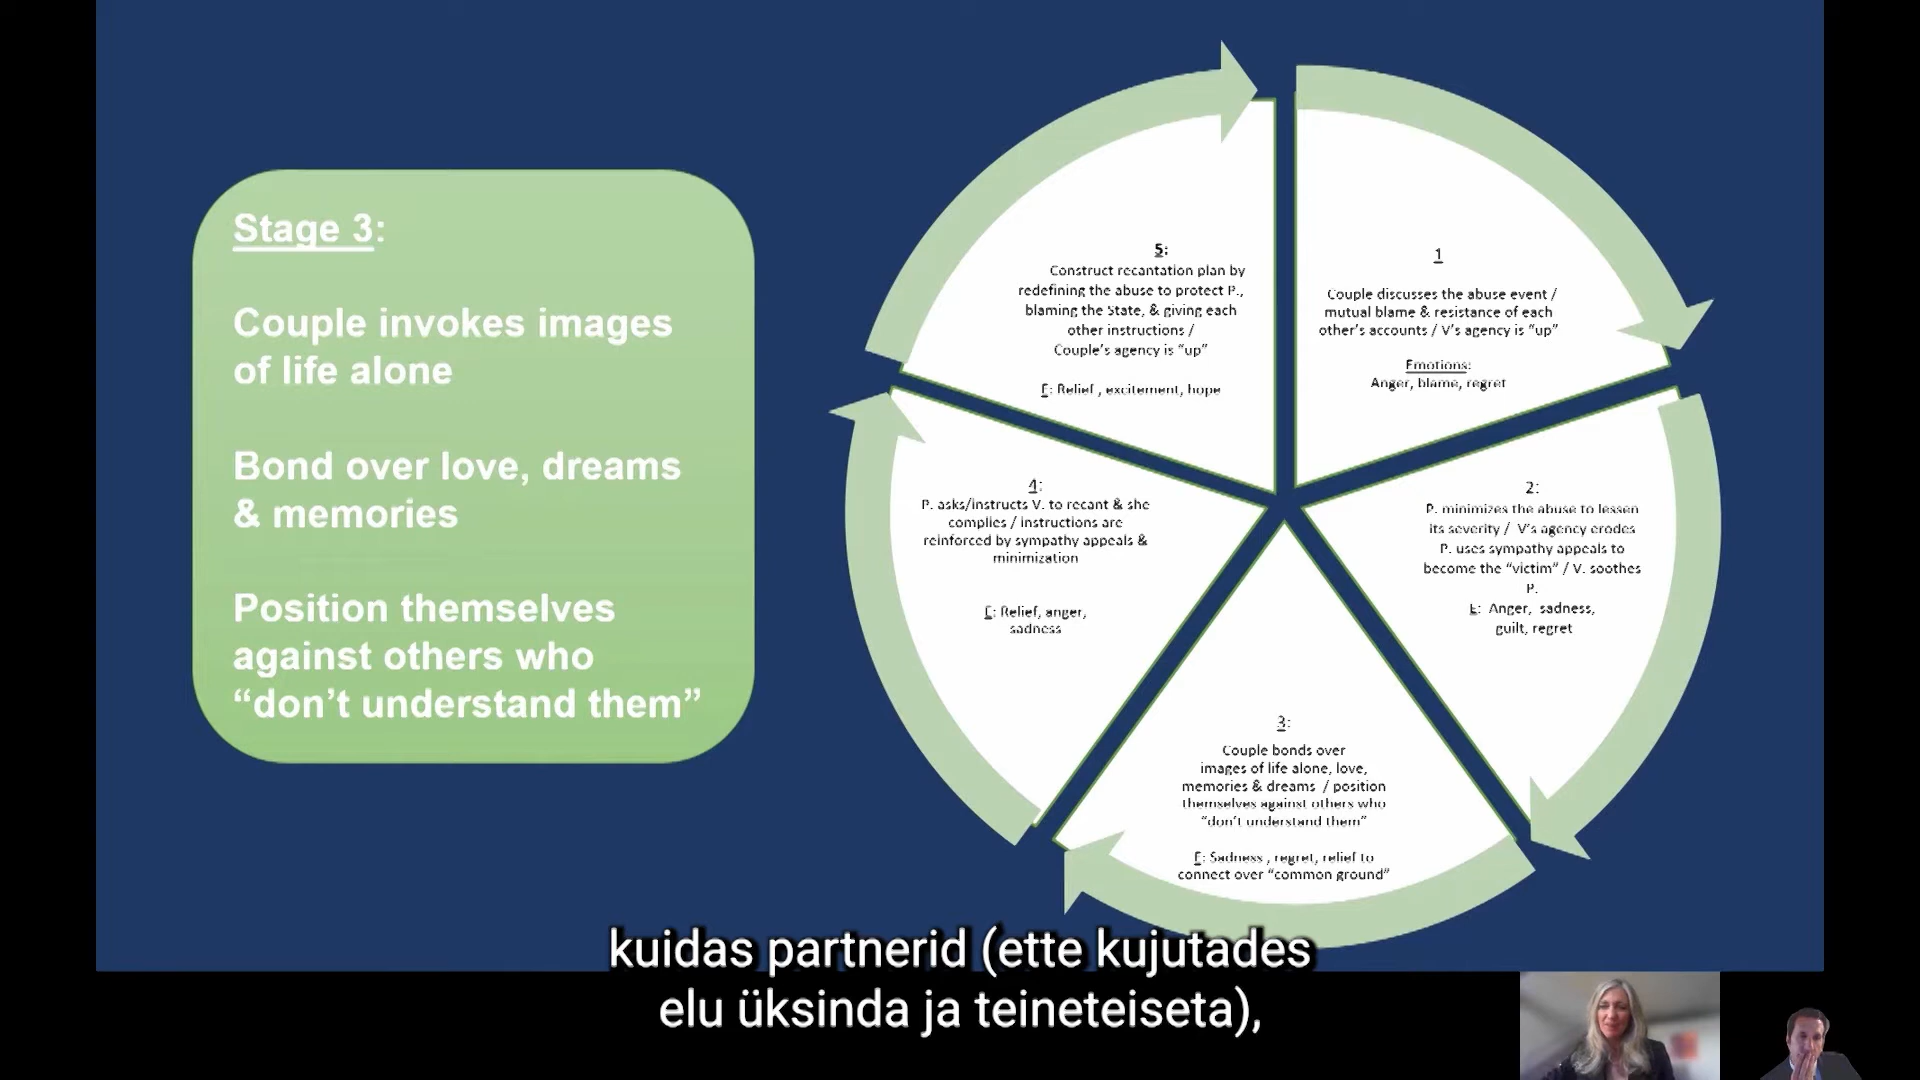 Stage 3:
Couple invokes images
of life alone
Bond over love, dreams
& memories
Position themselves
against others who
“don’t understand them”
5:
Construct recantation plan by
redefining the abuse to protect P.,
blaming the State, & giving each
other instructions /
Couple’s agency is “up”
E: Relief , excitement, hope
1
Couple discusses the abuse event /
mutual blame & resistance of each
other’s accounts / V’s agency is “up”
Emotions:
Anger, blame, regret
4:
P. asks/instructs V. to recant & she
complies / instructions are
reinforced by sympathy appeals &
minimization
E: Relief, anger,
sadness
2:
P. minimizes the abuse to lessen
its severity / V’s agency erodes
P. uses sympathy appeals to
become the “victim” / V. soothes
P.
E: Anger, sadness,
guilt, regret
3:
Couple bonds over
images of life alone, love,
memories & dreams / position
themselves against others who
“don’t understand them”
E: Sadness , regret, relief to
connect over “common ground”
kuidas partnerid (ette kujutades
elu üksinda ja teineteiseta),